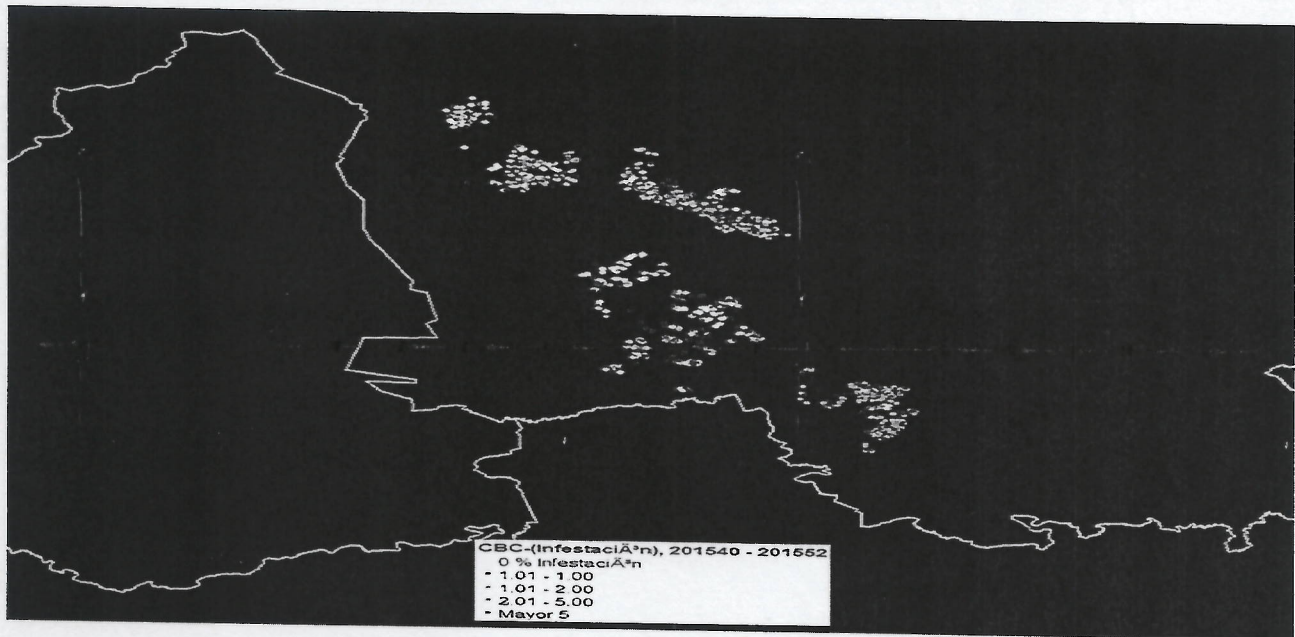 CBC-(InfestaciÃ³n), 201540 - 201552
0 % InfestaciÃ³n
- 1.01 - 1.00
- 1.01 - 2.00
- 2.01 - 5.00
- Mayor 5